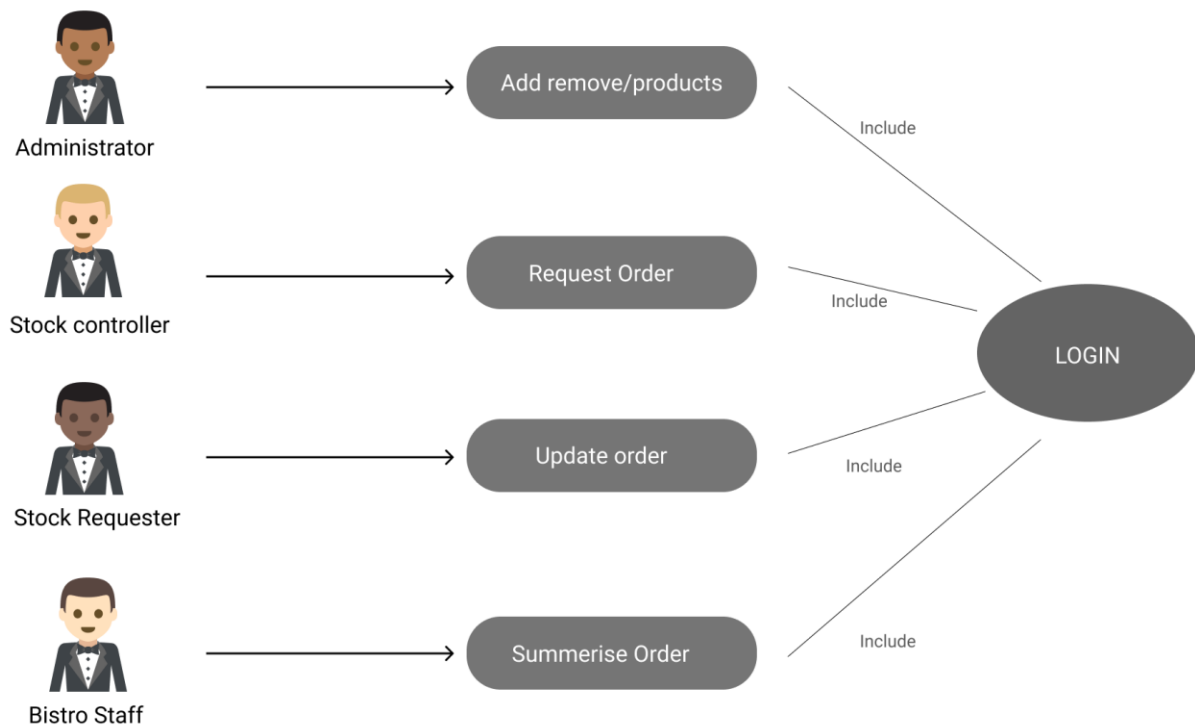 Administrator
Add remove/products
Include
Stock controller
Request Order
Include
LOGIN
Stock Requester
Update order
Include
Bistro Staff
Summerise Order
Include